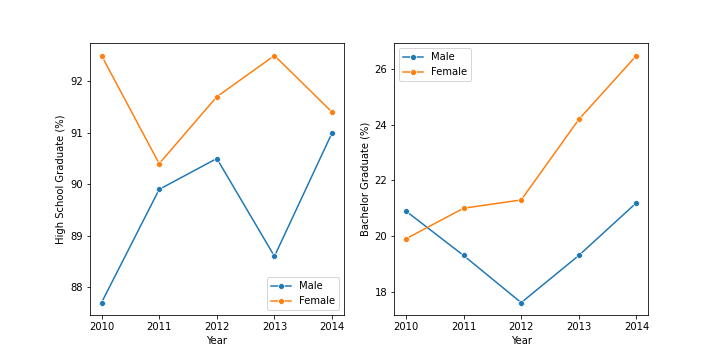 High School Graduate (%)
92
91
90
89
88
2010 2011 2012 2013 2014
Year
Male
Female
Bachelor Graduate (%)
26
24
22
20
18
2010 2011 2012 2013 2014
Year
Male
Female